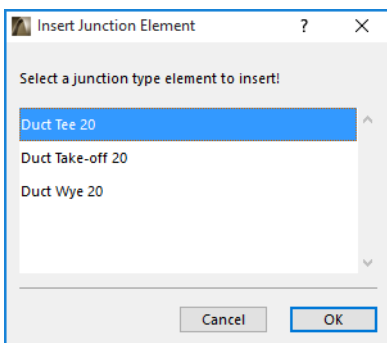 Insert Junction Element
?
Select a junction type element to insert!
Duct Tee 20
Duct Take-off 20
Duct Wye 20
Cancel
OK